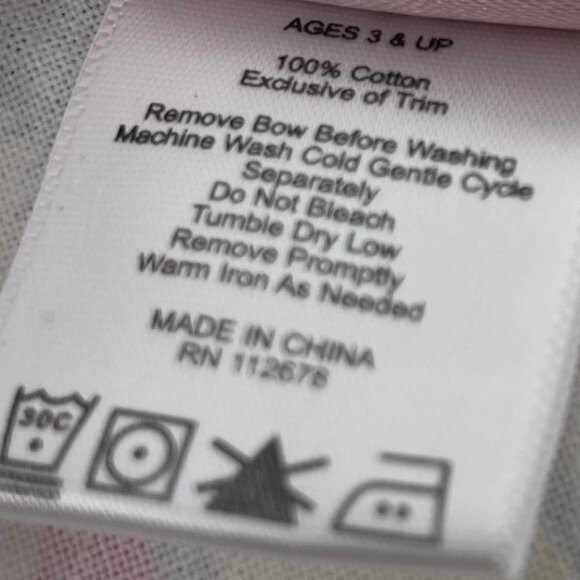 AGES 3 & UP
100% Cotton
Exclusive of Trim
Remove Bow Before Washing
Machine Wash Cold Gentle Cycle
Separately
Do Not Bleach
Tumble Dry Low
Remove Promptly
Warm Iron As Needed
MADE IN CHINA
RN 112678
30C